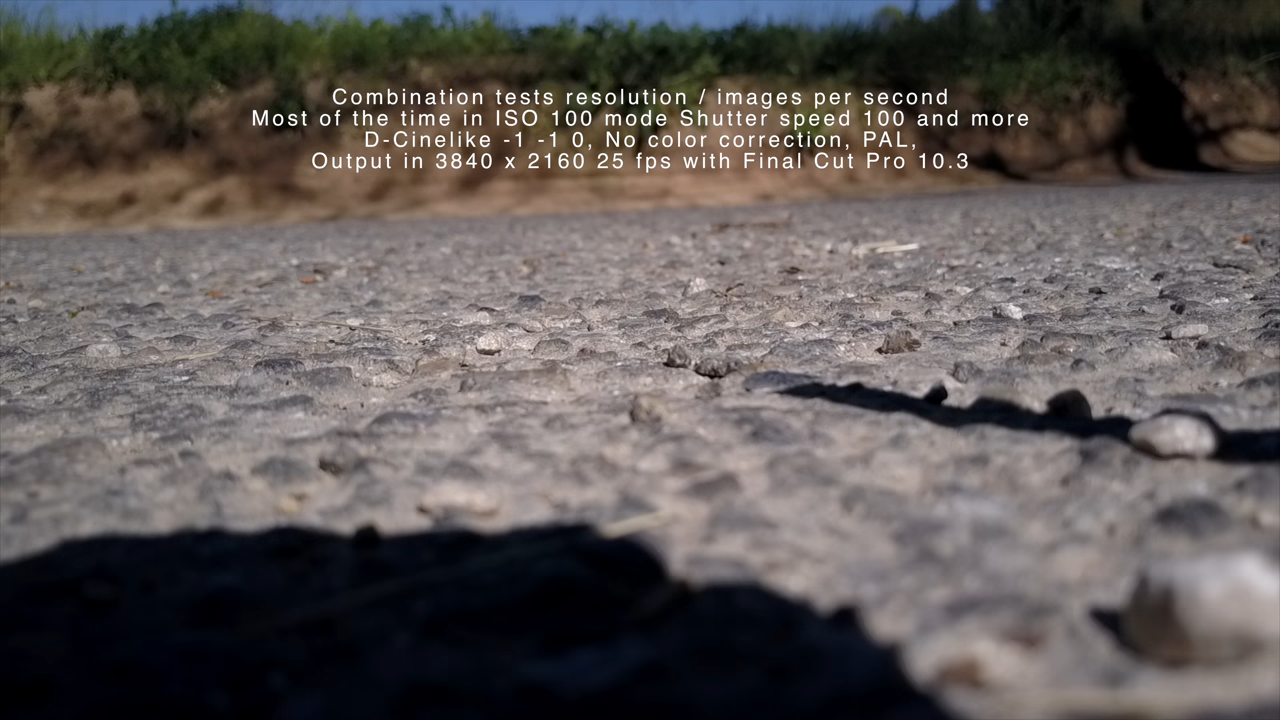 Combination tests resolution / images per second
Most of the time in ISO 100 mode Shutter speed 100 and more
D-Cinelike -1 -1 0, No color correction, PAL,
Output in 3840 x 2160 25 fps with Final Cut Pro 10.3